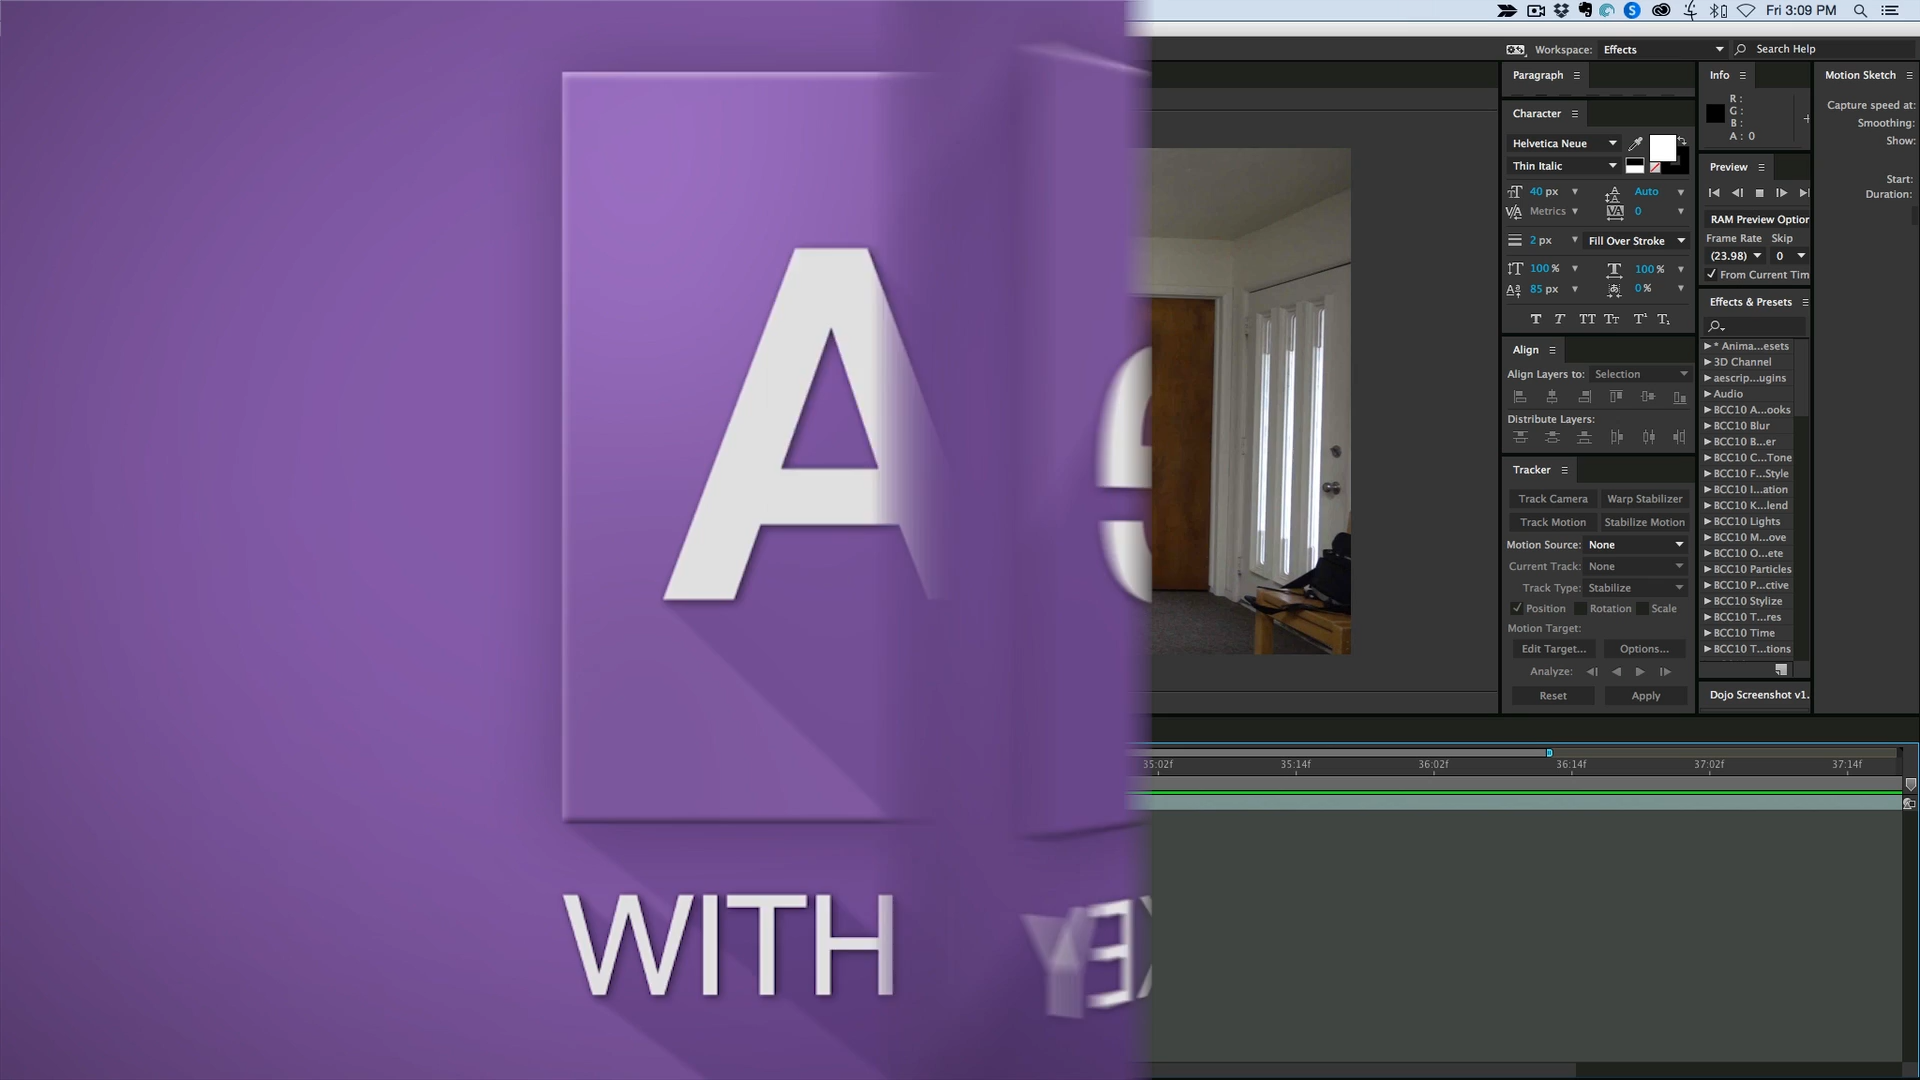 A
WITH
Fri 3:09 PM
Workspace: Effects
Search Help
Paragraph
Character
Helvetica Neue
Thin Italic
40 px
Auto
Metrics
0
2 px
Fill Over Stroke
100 %
100 %
85 px
0 %
Align
Align Layers to: Selection
Distribute Layers:
Tracker
Track Camera
Warp Stabilizer
Track Motion
Stabilize Motion
Motion Source: None
Current Track: None
Track Type: Stabilize
Position
Rotation
Scale
Motion Target:
Edit Target...
Options...
Analyze:
Reset
Apply
Info
R :
G :
B :
A : 0
Preview
RAM Preview Option
Frame Rate
Skip
(23.98)
0
From Current Tim
Effects & Presets
* Anima...esets
3D Channel
aescrip...ugins
Audio
BCC10 A...ooks
BCC10 Blur
BCC10 B...er
BCC10 C...Tone
BCC10 F...Style
BCC10 I...ation
BCC10 K...lend
BCC10 Lights
BCC10 M...ove
BCC10 O...ete
BCC10 Particles
BCC10 P...ctive
BCC10 Stylize
BCC10 T...res
BCC10 Time
BCC10 T...tions
Dojo Screenshot v1.
Motion Sketch
Capture speed at:
Smoothing:
Show:
Start:
Duration:
35:02f
35:14f
36:02f
36:14f
37:02f
37:14f